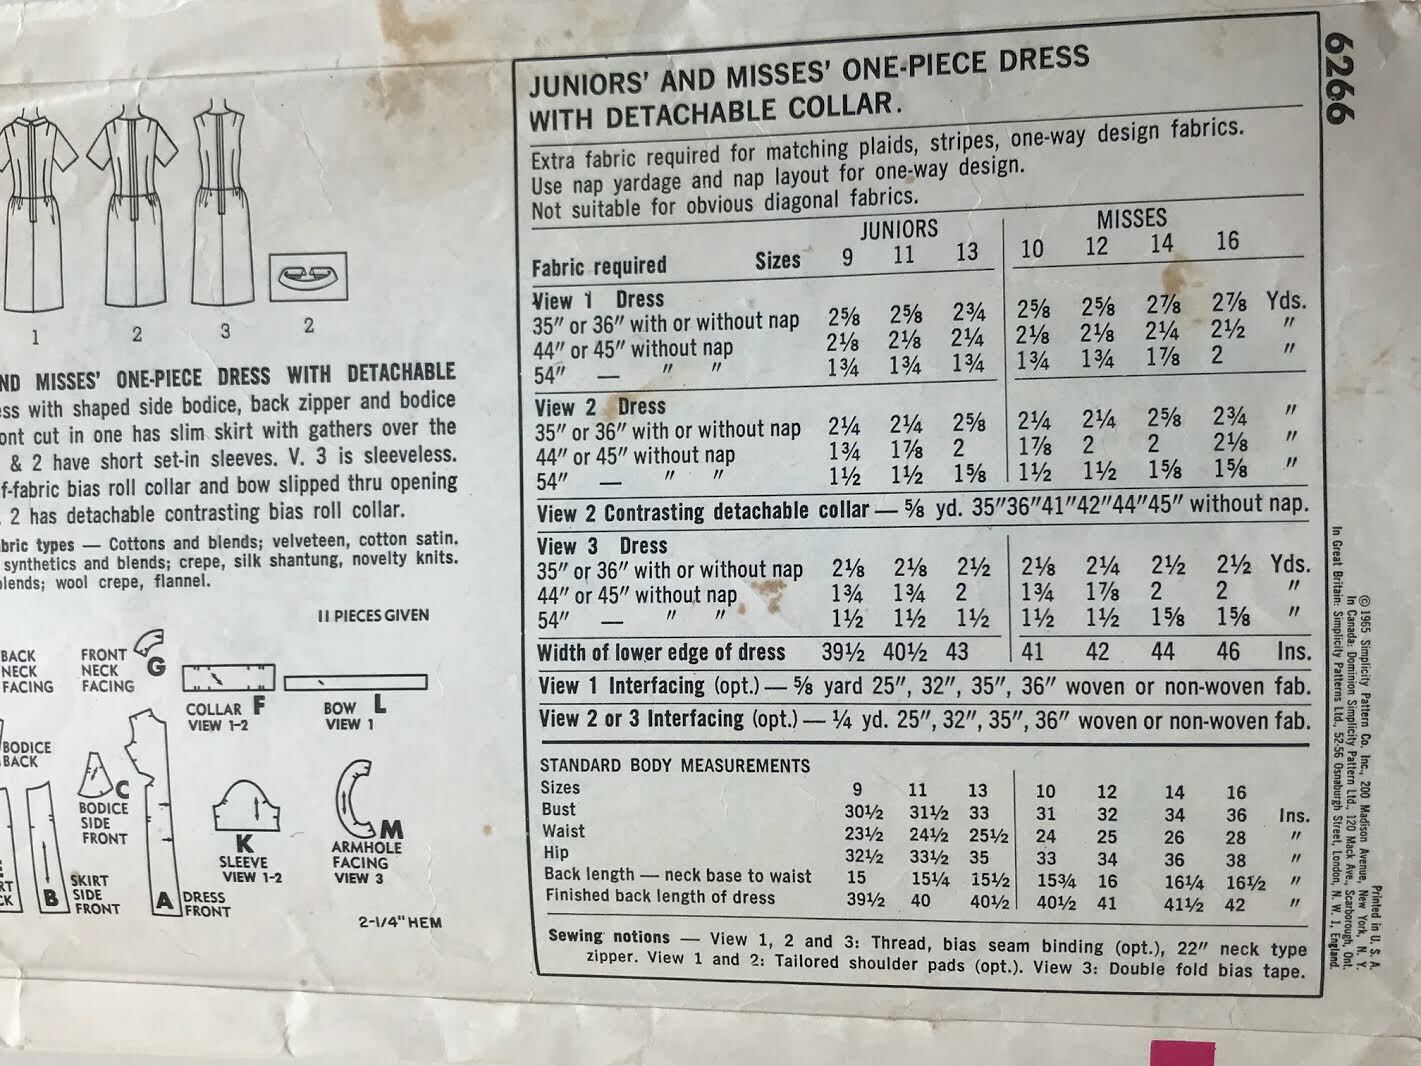 1 2 3 2
ND MISSES' ONE-PIECE DRESS WITH DETACHABLE
ess with shaped side bodice, back zipper and bodice
ont cut in one has slim skirt with gathers over the
& 2 have short set-in sleeves. V. 3 is sleeveless.
f-fabric bias roll collar and bow slipped thru opening
. 2 has detachable contrasting bias roll collar.
bric types — Cottons and blends; velveteen, cotton satin.
synthetics and blends; crepe, silk shantung, novelty knits.
blends; wool crepe, flannel.
11 PIECES GIVEN
BACK
NECK
FACING
FRONT
NECK
FACING
G
COLLAR F
VIEW 1-2
BOW L
VIEW 1
BODICE
BACK
C
BODICE
SIDE
FRONT
K
SLEEVE
VIEW 1-2
M
ARMHOLE
FACING
VIEW 3
RT
CK
B SKIRT
SIDE
FRONT
A DRESS
FRONT
2-1/4" HEM
JUNIORS' AND MISSES' ONE-PIECE DRESS
WITH DETACHABLE COLLAR.
Extra fabric required for matching plaids, stripes, one-way design fabrics.
Use nap yardage and nap layout for one-way design.
Not suitable for obvious diagonal fabrics.
JUNIORS MISSES
Fabric required Sizes 9 11 13 10 12 14 16
View 1 Dress
35" or 36" with or without nap 2⅝ 2⅝ 2¾ 2⅝ 2⅝ 2⅞ 2⅞ Yds.
44" or 45" without nap 2⅛ 2⅛ 2¼ 2⅛ 2⅛ 2¼ 2½ "
54" — " " 1¾ 1¾ 1¾ 1¾ 1¾ 1⅞ 2 "
View 2 Dress
35" or 36" with or without nap 2¼ 2¼ 2⅝ 2¼ 2¼ 2⅝ 2¾ "
44" or 45" without nap 1¾ 1⅞ 2 1⅞ 2 2 2⅛ "
54" — " " 1½ 1½ 1⅝ 1½ 1½ 1⅝ 1⅝ "
View 2 Contrasting detachable collar — ⅝ yd. 35"36"41"42"44"45" without nap.
View 3 Dress
35" or 36" with or without nap 2⅛ 2⅛ 2½ 2⅛ 2¼ 2½ 2½ Yds.
44" or 45" without nap 1¾ 1¾ 2 1¾ 1⅞ 2 2 "
54" — " " 1½ 1½ 1½ 1½ 1½ 1⅝ 1⅝ "
Width of lower edge of dress 39½ 40½ 43 41 42 44 46 Ins.
View 1 Interfacing (opt.) — ⅝ yard 25", 32", 35", 36" woven or non-woven fab.
View 2 or 3 Interfacing (opt.) — ¼ yd. 25", 32", 35", 36" woven or non-woven fab.
STANDARD BODY MEASUREMENTS
Sizes 9 11 13 10 12 14 16
Bust 30½ 31½ 33 31 32 34 36 Ins.
Waist 23½ 24½ 25½ 24 25 26 28 "
Hip 32½ 33½ 35 33 34 36 38 "
Back length — neck base to waist 15 15¼ 15½ 15¾ 16 16¼ 16½ "
Finished back length of dress 39½ 40 40½ 40½ 41 41½ 42 "
Sewing notions — View 1, 2 and 3: Thread, bias seam binding (opt.), 22" neck type
zipper. View 1 and 2: Tailored shoulder pads (opt.). View 3: Double fold bias tape.
6266
Printed in U. S. A.
© 1965 Simplicity Pattern Co. Inc., 200 Madison Avenue, New York, N. Y.
In Canada: Dominion Simplicity Pattern Ltd., 120 Mack Ave., Scarborough, Ont.
In Great Britain: Simplicity Patterns Ltd., 52-56 Osnaburgh Street, London, N. W. 1, England.